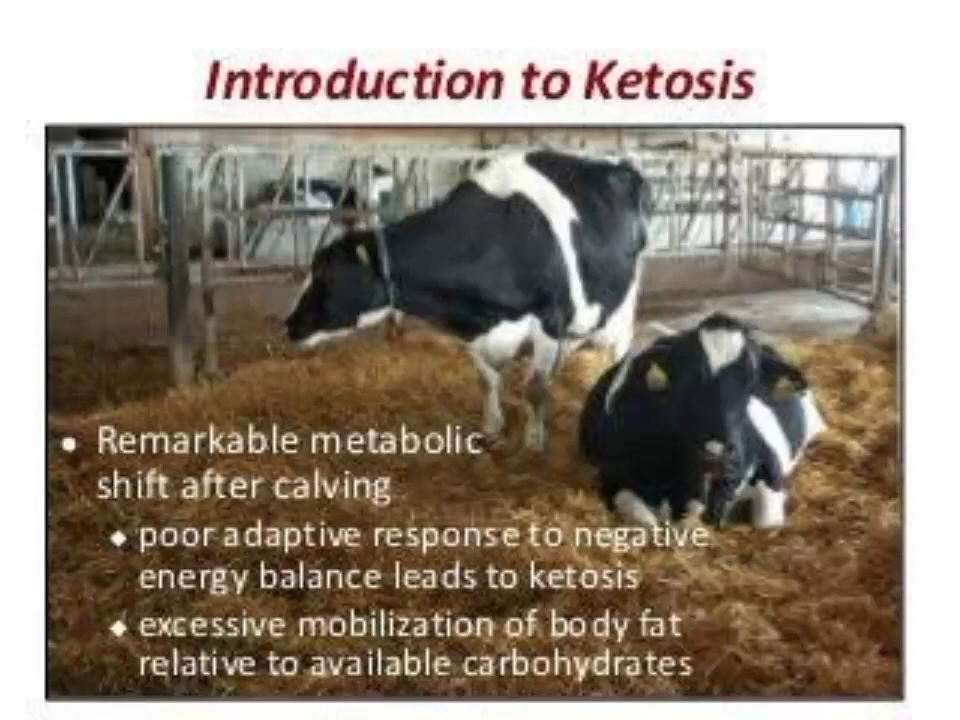 Introduction to Ketosis
• Remarkable metabolic
shift after calving
◆ poor adaptive response to negative
energy balance leads to ketosis
◆ excessive mobilization of body fat
relative to available carbohydrates